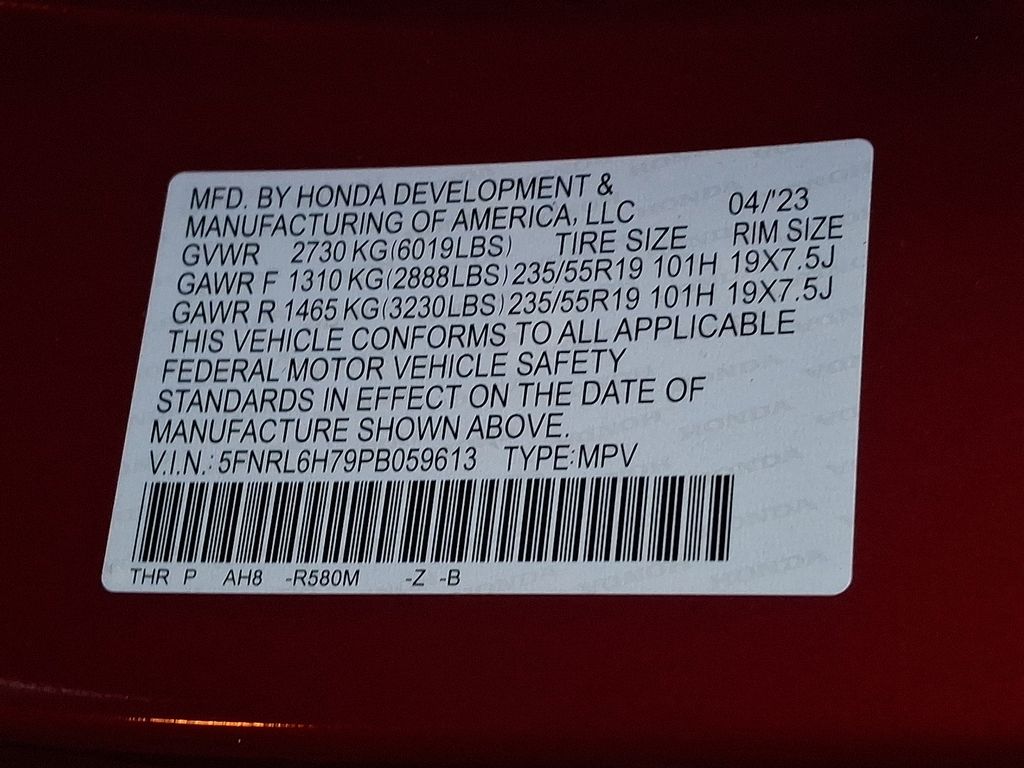 MFD. BY HONDA DEVELOPMENT &
MANUFACTURING OF AMERICA, LLC 04/'23
GVWR 2730 KG(6019LBS) TIRE SIZE RIM SIZE
GAWR F 1310 KG(2888LBS) 235/55R19 101H 19X7.5J
GAWR R 1465 KG(3230LBS) 235/55R19 101H 19X7.5J
THIS VEHICLE CONFORMS TO ALL APPLICABLE
FEDERAL MOTOR VEHICLE SAFETY
STANDARDS IN EFFECT ON THE DATE OF
MANUFACTURE SHOWN ABOVE.
V.I.N.: 5FNRL6H79PB059613 TYPE:MPV
THR P AH8 -R580M -Z -B